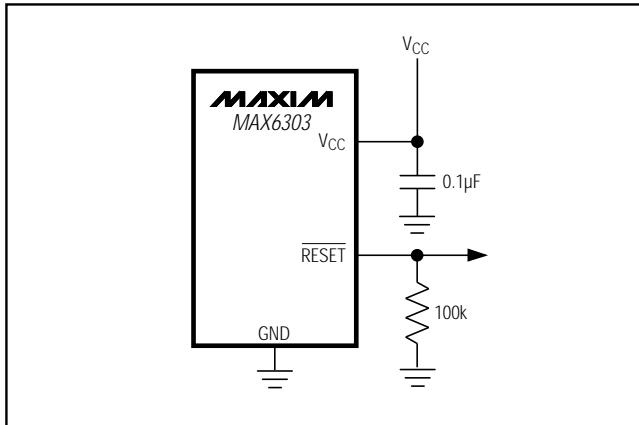 VCC
MAXIM
MAX6303
VCC
0.1µF
RESET
100k
GND